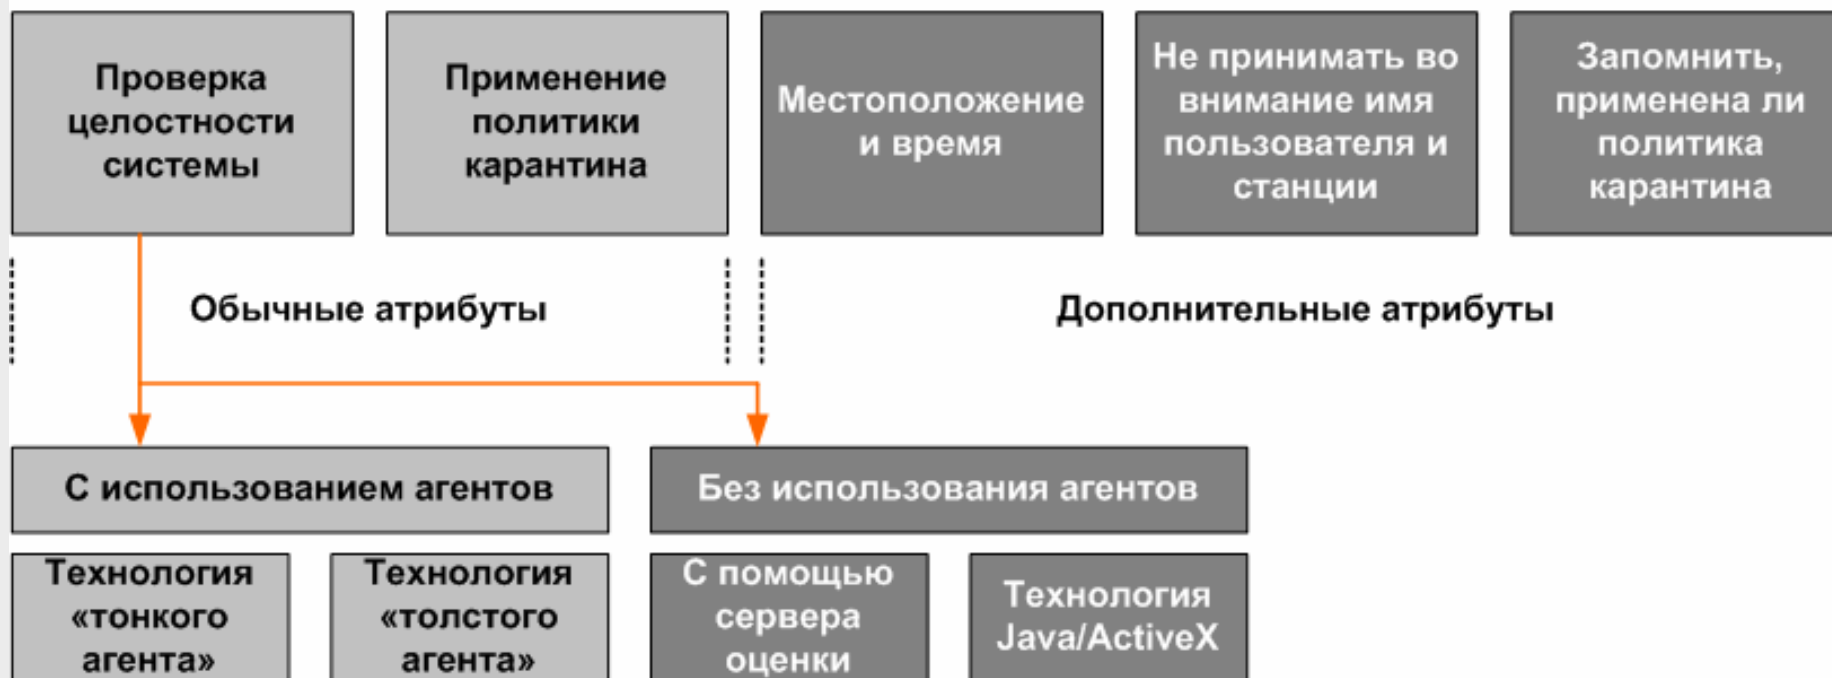 Проверка
целостности
системы
Применение
политики
карантина
Местоположение
и время
Не принимать во
внимание имя
пользователя и
станции
Запомнить,
применена ли
политика
карантина
Обычные атрибуты
Дополнительные атрибуты
С использованием агентов
Без использования агентов
Технология
«тонкого
агента»
Технология
«толстого
агента»
С помощью
сервера
оценки
Технология
Java/ActiveX